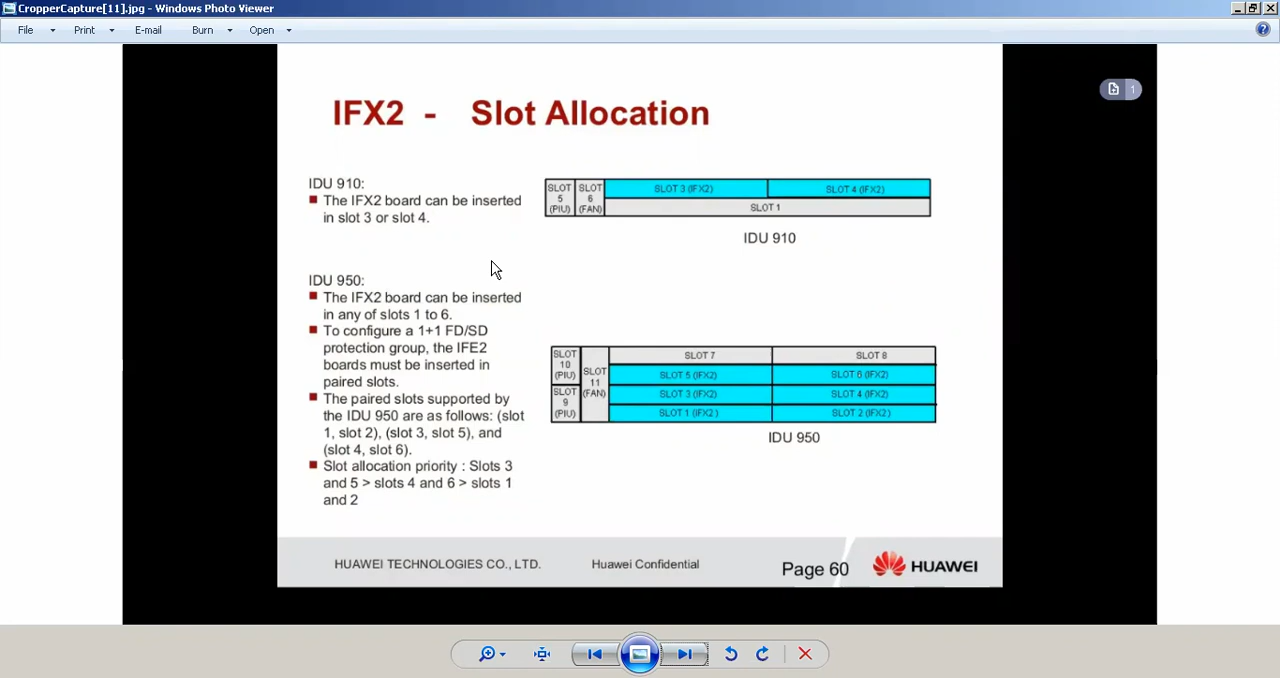 CropperCapture[11].jpg - Windows Photo Viewer
File Print E-mail Burn Open
1
IFX2 - Slot Allocation
IDU 910:
The IFX2 board can be inserted
in slot 3 or slot 4.
SLOT 5 (PIU)
SLOT 6 (FAN)
SLOT 3 (IFX2)
SLOT 4 (IFX2)
SLOT 1
IDU 910
IDU 950:
The IFX2 board can be inserted
in any of slots 1 to 6.
To configure a 1+1 FD/SD
protection group, the IFE2
boards must be inserted in
paired slots.
The paired slots supported by
the IDU 950 are as follows: (slot
1, slot 2), (slot 3, slot 5), and
(slot 4, slot 6).
Slot allocation priority : Slots 3
and 5 > slots 4 and 6 > slots 1
and 2
SLOT 10 (PIU)
SLOT 9 (PIU)
SLOT 11 (FAN)
SLOT 7
SLOT 8
SLOT 5 (IFX2)
SLOT 6 (IFX2)
SLOT 3 (IFX2)
SLOT 4 (IFX2)
SLOT 1 (IFX2 )
SLOT 2 (IFX2)
IDU 950
HUAWEI TECHNOLOGIES CO., LTD.
Huawei Confidential
Page 60
HUAWEI